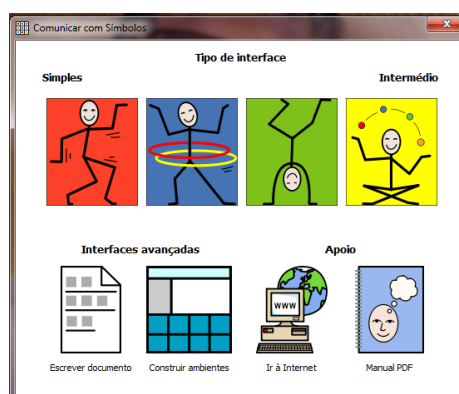 Comunicar com Símbolos
Tipo de interface
Simples Intermédio
Interfaces avançadas Apoio
WWW
Escrever documento Construir ambientes Ir à Internet Manual PDF